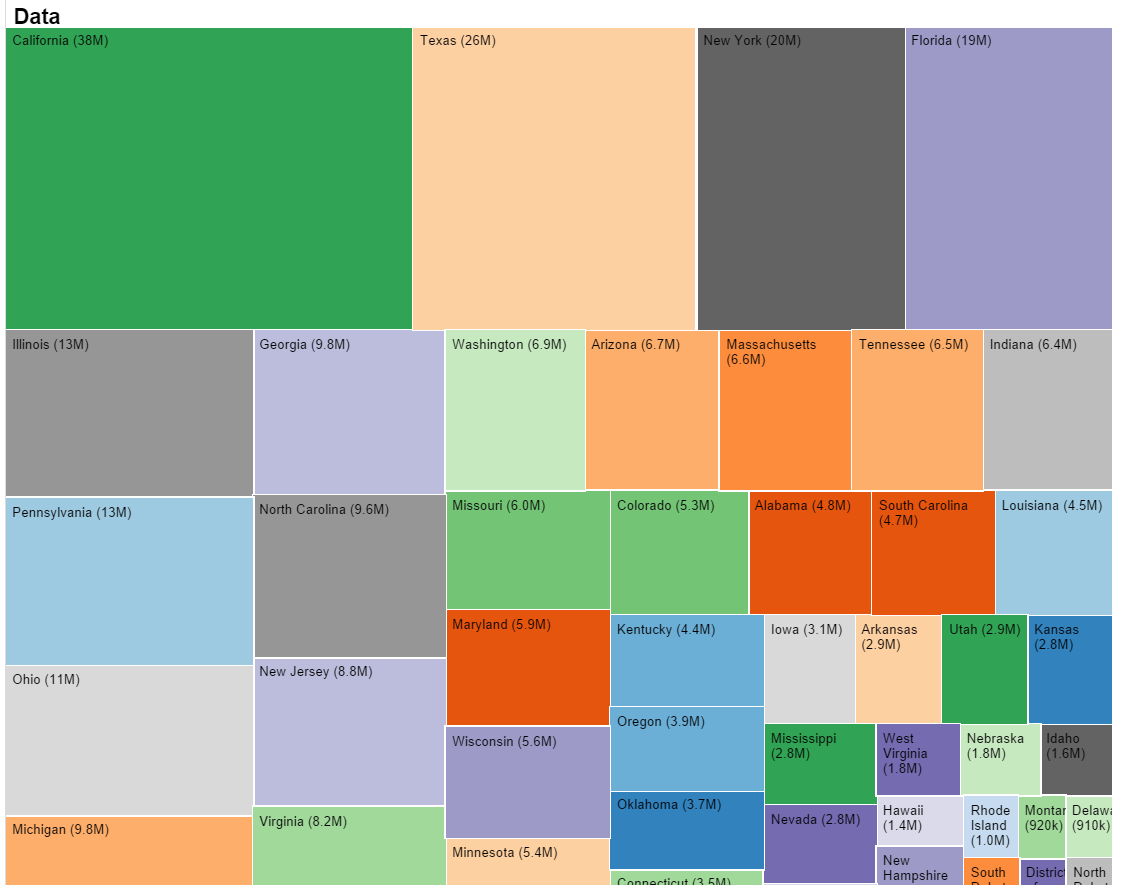 Data
California (38M)
Texas (26M)
New York (20M)
Florida (19M)
Illinois (13M)
Georgia (9.8M)
Washington (6.9M)
Arizona (6.7M)
Massachusetts
(6.6M)
Tennessee (6.5M)
Indiana (6.4M)
Pennsylvania (13M)
North Carolina (9.6M)
Missouri (6.0M)
Colorado (5.3M)
Alabama (4.8M)
South Carolina
(4.7M)
Louisiana (4.5M)
Maryland (5.9M)
Kentucky (4.4M)
Iowa (3.1M)
Arkansas
(2.9M)
Utah (2.9M)
Kansas
(2.8M)
Ohio (11M)
New Jersey (8.8M)
Oregon (3.9M)
Wisconsin (5.6M)
Mississippi
(2.8M)
West
Virginia
(1.8M)
Nebraska
(1.8M)
Idaho
(1.6M)
Oklahoma (3.7M)
Hawaii
(1.4M)
Rhode
Island
(1.0M)
Montan
(920k)
Delawa
(910k)
Michigan (9.8M)
Virginia (8.2M)
Nevada (2.8M)
Minnesota (5.4M)
New
Hampshire
South
District
North
Connecticut (3.5M)